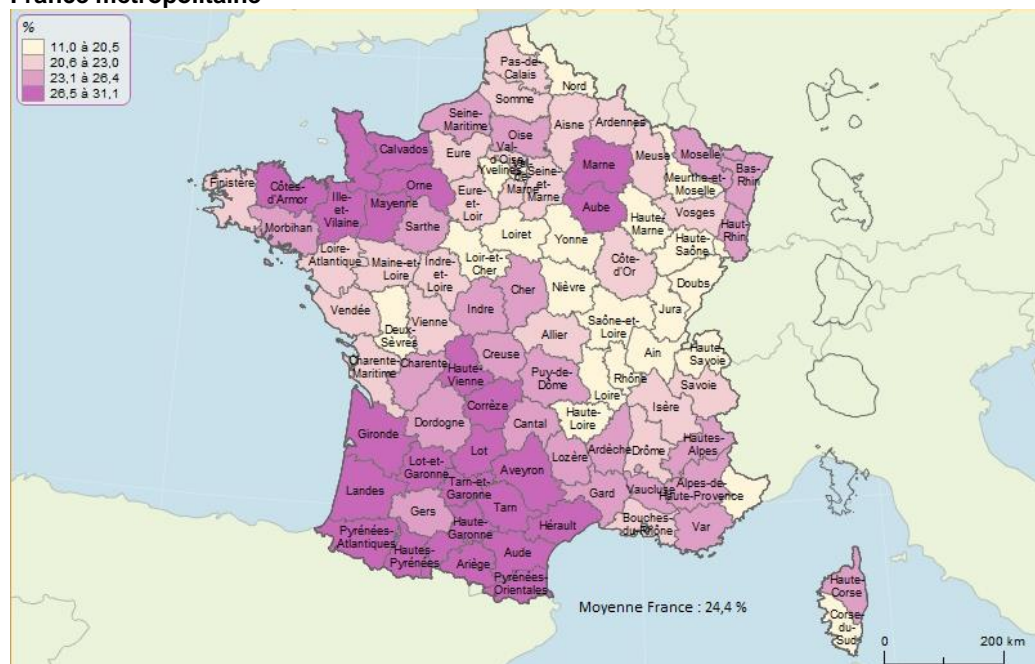 France métropolitaine
%
11,0 à 20,5
20,6 à 23,0
23,1 à 26,4
26,5 à 31,1
Pas-de-
Calais
Nord
Somme
Seine-
Maritime
Oise
Aisne
Ardennes
Val-
d'Oise
Yvelines
Eure
Calvados
Orne
Marne
Meuse
Moselle
Bas-
Rhin
Meurthe-et-
Moselle
Seine-
et-
Marne
Marne
Finistère
Côtes-
d'Armor
Ille-
et-
Vilaine
Mayenne
Eure-
et-
Loir
Aube
Haute-
Marne
Vosges
Haut-
Rhin
Morbihan
Sarthe
Loiret
Yonne
Haute-
Saône
Loire-
Atlantique
Maine-et-
Loire
Indre-
et-
Loire
Loir-et-
Cher
Côte-
d'Or
Doubs
Cher
Nièvre
Indre
Jura
Vendée
Deux-
Sèvres
Vienne
Saône-et-
Loire
Allier
Charente-
Maritime
Charente
Haute-
Vienne
Creuse
Puy-de-
Dôme
Ain
Haute-
Savoie
Rhône
Loire
Savoie
Corrèze
Isère
Haute-
Loire
Dordogne
Cantal
Gironde
Lot
Lozère
Ardèche
Drôme
Hautes-
Alpes
Lot-et-
Garonne
Aveyron
Landes
Tarn-et-
Garonne
Gard
Vaucluse
Alpes-de-
Haute-Provence
Gers
Tarn
Bouches-
du-Rhône
Var
Haute-
Garonne
Hérault
Pyrénées-
Atlantiques
Hautes-
Pyrénées
Ariège
Aude
Pyrénées-
Orientales
Haute-
Corse
Corse-
du-
Sud
Moyenne France : 24,4 %
0
200 km